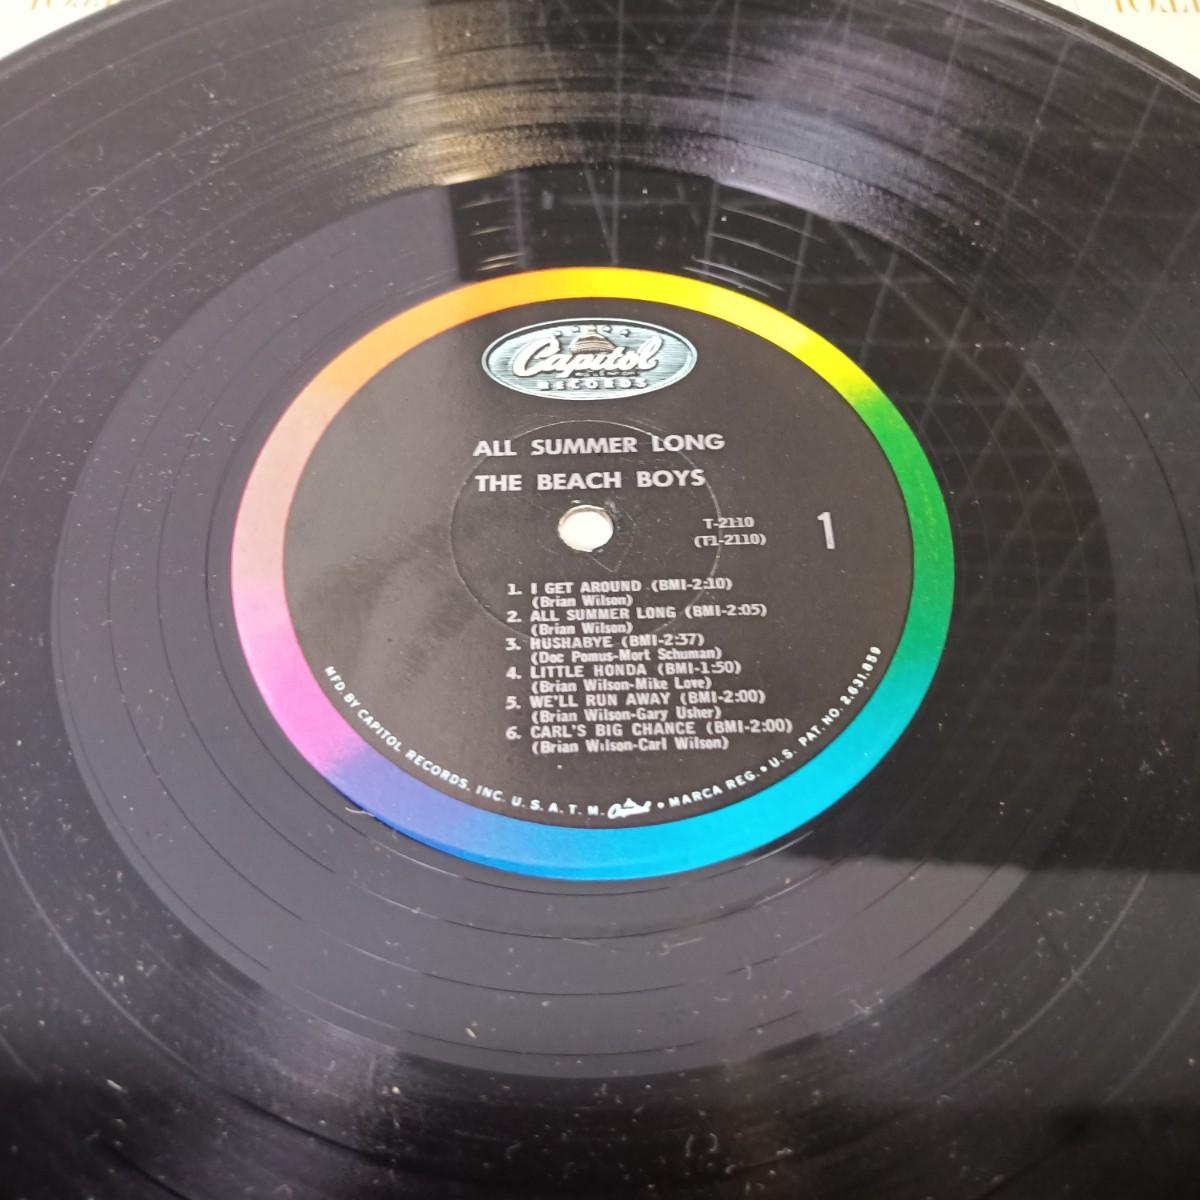 Capitol
RECORDS
ALL SUMMER LONG
THE BEACH BOYS
T-2110
(T1-2110)
1
1. I GET AROUND (BMI-2:10)
(Brian Wilson)
2. ALL SUMMER LONG (BMI-2:05)
(Brian Wilson)
3. HUSHABYE (BMI-2:37)
(Doc Pomus-Mort Schuman)
4. LITTLE HONDA (BMI-1:50)
(Brian Wilson-Mike Love)
5. WE'LL RUN AWAY (BMI-2:00)
(Brian Wilson-Gary Usher)
6. CARL'S BIG CHANCE (BMI-2:00)
(Brian Wilson-Carl Wilson)
MFD. BY CAPITOL RECORDS, INC. U. S. A. T. M. Capitol • MARCA REG. • U.S. PAT. NO. 2,631,859